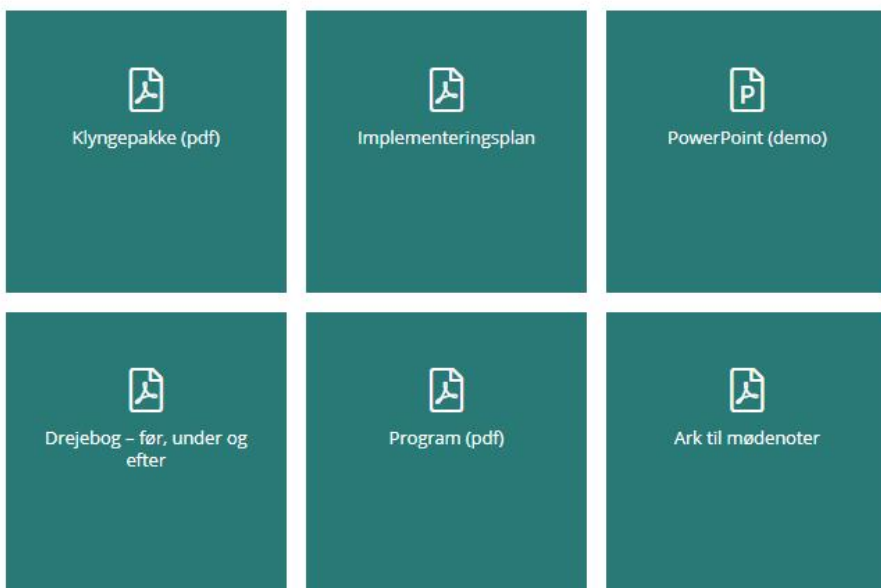 Klyngepakke (pdf)
Implementeringsplan
P
PowerPoint (demo)
Drejebog – før, under og
efter
Program (pdf)
Ark til mødenoter